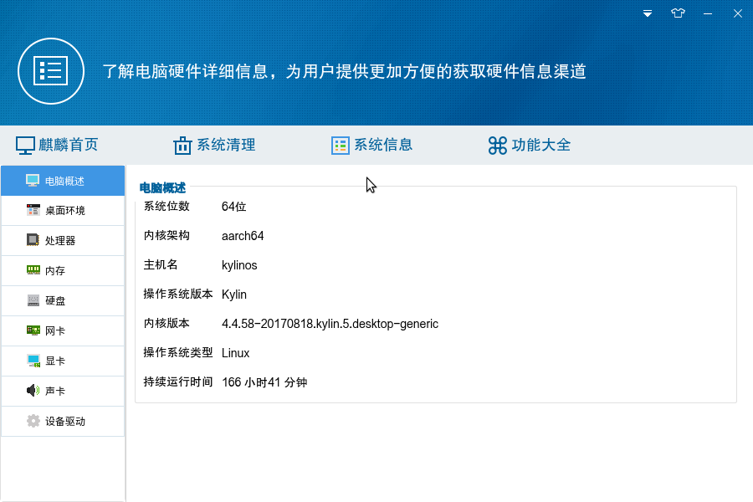 了解电脑硬件详细信息，为用户提供更加方便的获取硬件信息渠道
麒麟首页 系统清理 系统信息 功能大全
电脑概述
桌面环境
处理器
内存
硬盘
网卡
显卡
声卡
设备驱动
电脑概述
系统位数 64位
内核架构 aarch64
主机名 kylinos
操作系统版本 Kylin
内核版本 4.4.58-20170818.kylin.5.desktop-generic
操作系统类型 Linux
持续运行时间 166 小时41 分钟